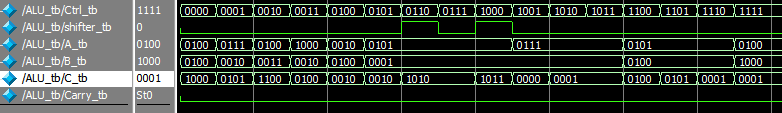 /ALU_tb/Ctrl_tb 1111 0000 0001 0010 0011 0100 0101 0110 0111 1000 1001 1010 1011 1100 1101 1110 1111
/ALU_tb/shifter_tb 0
/ALU_tb/A_tb 0100 0100 0111 0100 1000 0010 0101 0111 0101 0100
/ALU_tb/B_tb 1000 0100 0010 0011 0010 0100 0001 0100 1000
/ALU_tb/C_tb 0001 1000 0101 1100 0100 0010 0010 1010 1011 0000 0001 0100 0101 0001 0001
/ALU_tb/Carry_tb St0